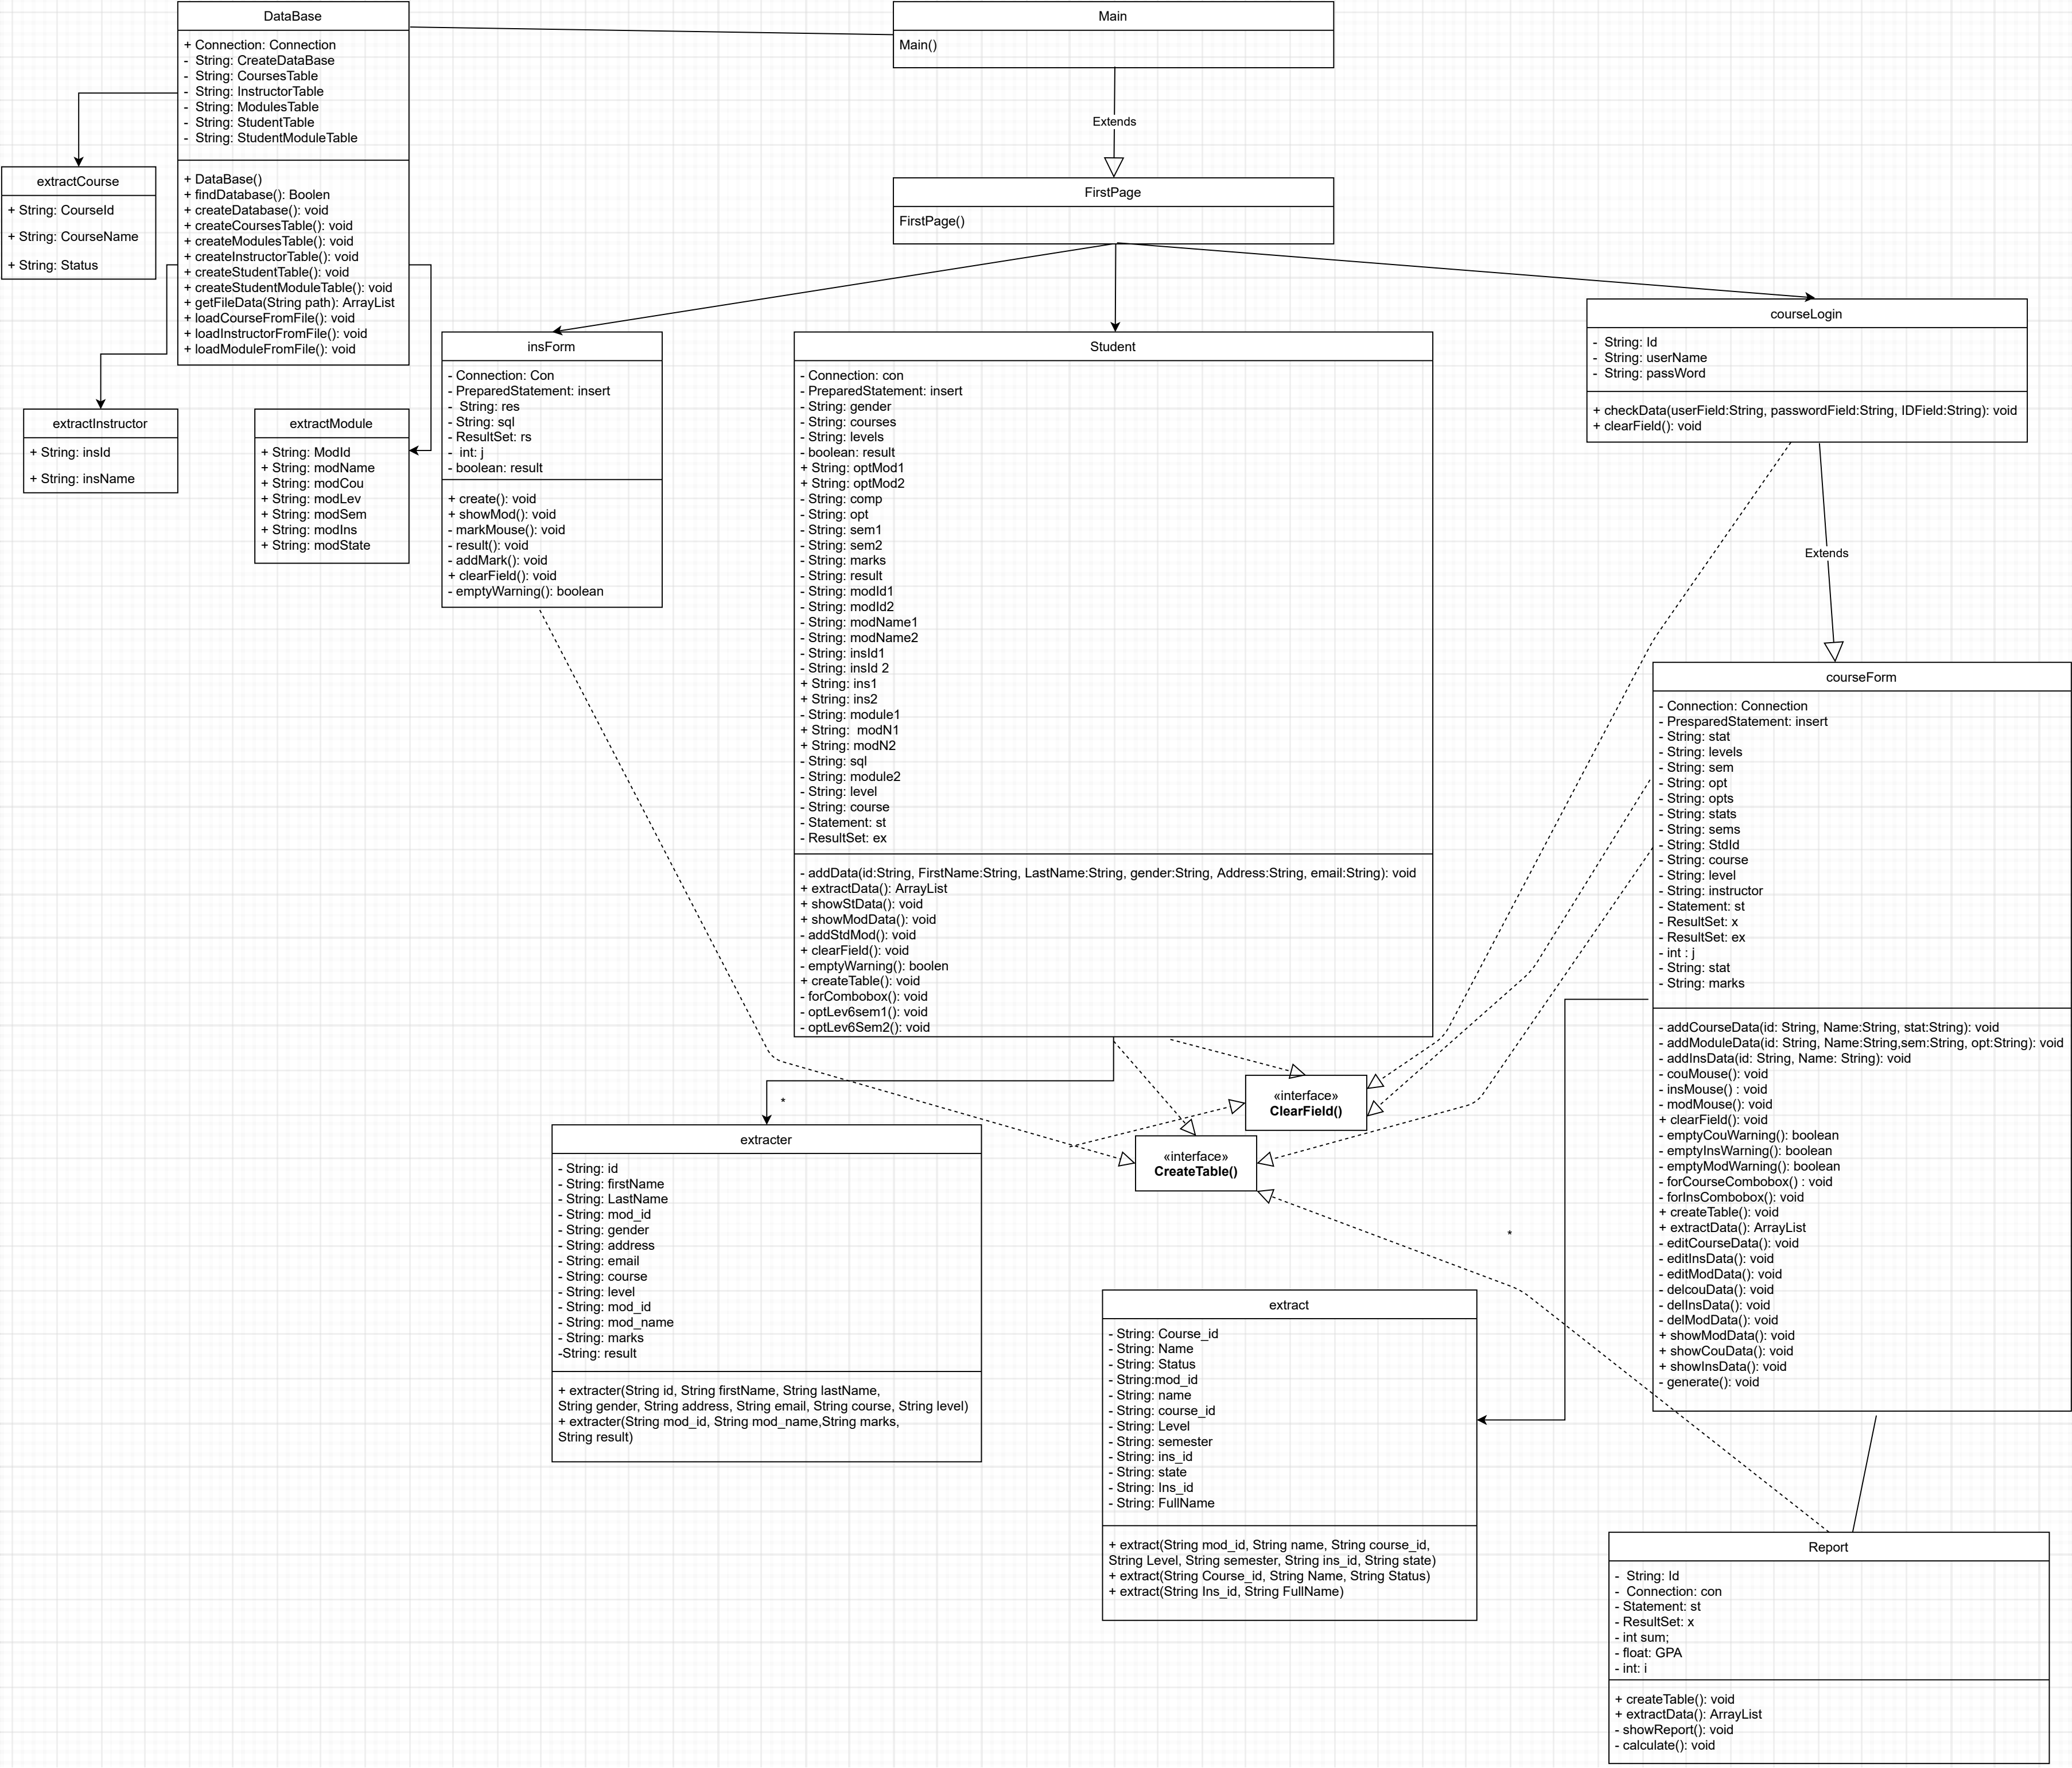 DataBase
+ Connection: Connection
-  String: CreateDataBase
-  String: CoursesTable
-  String: InstructorTable
-  String: ModulesTable
-  String: StudentTable
-  String: StudentModuleTable
+ DataBase()
+ findDatabase(): Boolen
+ createDatabase(): void
+ createCoursesTable(): void
+ createModulesTable(): void
+ createInstructorTable(): void
+ createStudentTable(): void
+ createStudentModuleTable(): void
+ getFileData(String path): ArrayList
+ loadCourseFromFile(): void
+ loadInstructorFromFile(): void
+ loadModuleFromFile(): void
Main
Main()
Extends
FirstPage
FirstPage()
extractCourse
+ String: CourseId
+ String: CourseName
+ String: Status
extractInstructor
+ String: insId
+ String: insName
extractModule
+ String: ModId
+ String: modName
+ String: modCou
+ String: modLev
+ String: modSem
+ String: modIns
+ String: modState
insForm
- Connection: Con
- PreparedStatement: insert
-  String: res
- String: sql
- ResultSet: rs
-  int: j
- boolean: result
+ create(): void
+ showMod(): void
- markMouse(): void
- result(): void
- addMark(): void
+ clearField(): void
- emptyWarning(): boolean
Student
- Connection: con
- PreparedStatement: insert
- String: gender
- String: courses
- String: levels
- boolean: result
+ String: optMod1
+ String: optMod2
- String: comp
- String: opt
- String: sem1
- String: sem2
- String: marks
- String: result
- String: modId1
- String: modId2
- String: modName1
- String: modName2
- String: insId1
- String: insId 2
+ String: ins1
+ String: ins2
- String: module1
+ String:  modN1
+ String: modN2
- String: sql
- String: module2
- String: level
- String: course
- Statement: st
- ResultSet: ex
- addData(id:String, FirstName:String, LastName:String, gender:String, Address:String, email:String): void
+ extractData(): ArrayList
+ showStData(): void
+ showModData(): void
- addStdMod(): void
+ clearField(): void
- emptyWarning(): boolen
+ createTable(): void
- forCombobox(): void
- optLev6sem1(): void
- optLev6Sem2(): void
courseLogin
-  String: Id
-  String: userName
-  String: passWord
+ checkData(userField:String, passwordField:String, IDField:String): void
+ clearField(): void
Extends
courseForm
- Connection: Connection
- PresparedStatement: insert
- String: stat
- String: levels
- String: sem
- String: opt
- String: opts
- String: stats
- String: sems
- String: StdId
- String: course
- String: level
- String: instructor
- Statement: st
- ResultSet: x
- ResultSet: ex
- int : j
- String: stat
- String: marks
- addCourseData(id: String, Name:String, stat:String): void
- addModuleData(id: String, Name:String,sem:String, opt:String): void
- addInsData(id: String, Name: String): void
- couMouse(): void
- insMouse() : void
- modMouse(): void
+ clearField(): void
- emptyCouWarning(): boolean
- emptyInsWarning(): boolean
- emptyModWarning(): boolean
- forCourseCombobox() : void
- forInsCombobox(): void
+ createTable(): void
+ extractData(): ArrayList
- editCourseData(): void
- editInsData(): void
- editModData(): void
- delcouData(): void
- delInsData(): void
- delModData(): void
+ showModData(): void
+ showCouData(): void
+ showInsData(): void
- generate(): void
«interface»
ClearField()
«interface»
CreateTable()
*
*
extracter
- String: id
- String: firstName
- String: LastName
- String: mod_id
- String: gender
- String: address
- String: email
- String: course
- String: level
- String: mod_id
- String: mod_name
- String: marks
-String: result
+ extracter(String id, String firstName, String lastName,
String gender, String address, String email, String course, String level)
+ extracter(String mod_id, String mod_name,String marks,
String result)
extract
- String: Course_id
- String: Name
- String: Status
- String:mod_id
- String: name
- String: course_id
- String: Level
- String: semester
- String: ins_id
- String: state
- String: Ins_id
- String: FullName
+ extract(String mod_id, String name, String course_id,
String Level, String semester, String ins_id, String state)
+ extract(String Course_id, String Name, String Status)
+ extract(String Ins_id, String FullName)
Report
-  String: Id
-  Connection: con
- Statement: st
- ResultSet: x
- int sum;
- float: GPA
- int: i
+ createTable(): void
+ extractData(): ArrayList
- showReport(): void
- calculate(): void